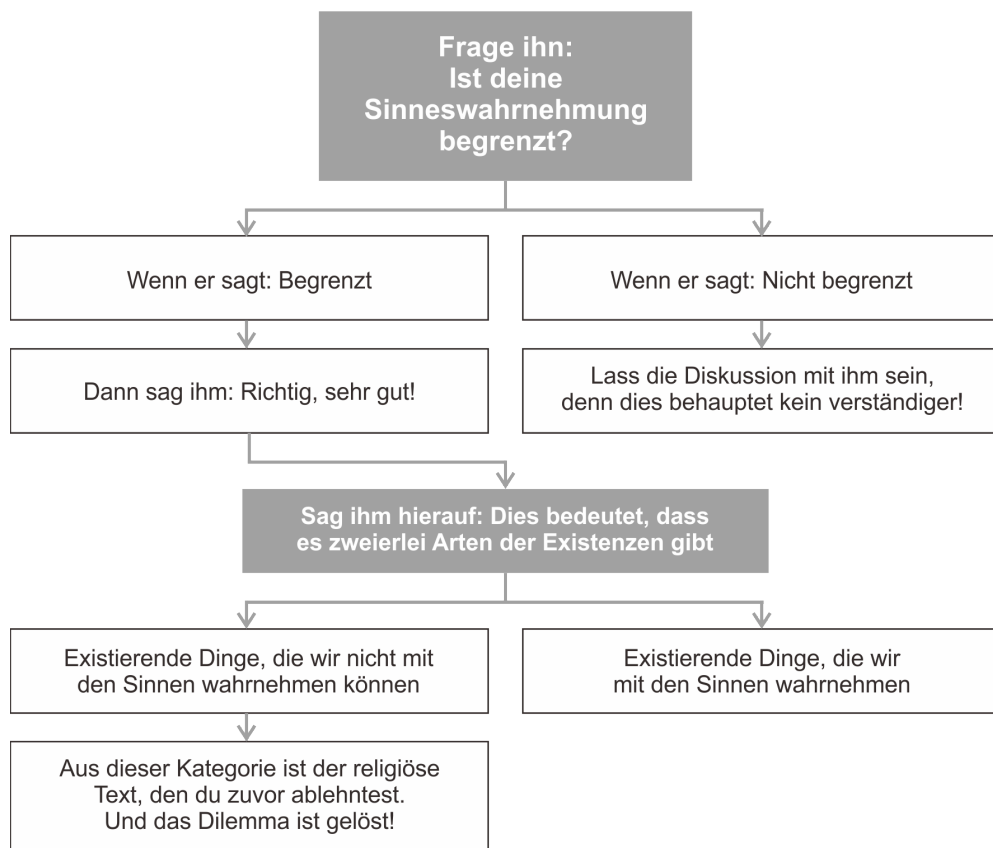 Frage ihn:
Ist deine
Sinneswahrnehmung
begrenzt?
Wenn er sagt: Begrenzt
Wenn er sagt: Nicht begrenzt
Dann sag ihm: Richtig, sehr gut!
Lass die Diskussion mit ihm sein,
denn dies behauptet kein verständiger!
Sag ihm hierauf: Dies bedeutet, dass
es zweierlei Arten der Existenzen gibt
Existierende Dinge, die wir nicht mit
den Sinnen wahrnehmen können
Existierende Dinge, die wir
mit den Sinnen wahrnehmen
Aus dieser Kategorie ist der religiöse
Text, den du zuvor ablehntest.
Und das Dilemma ist gelöst!